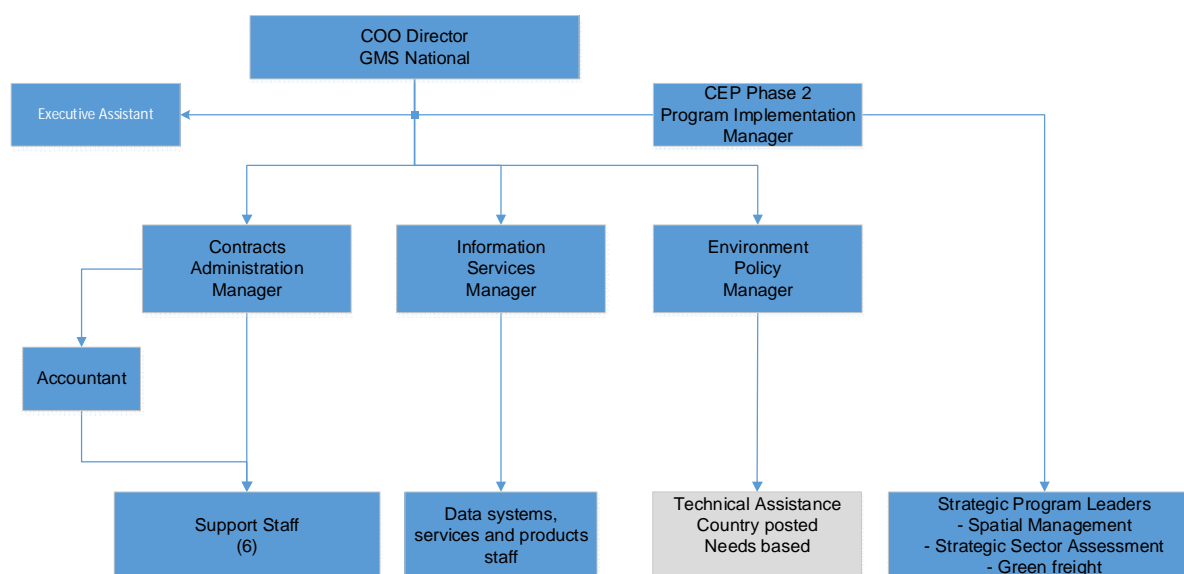 COO Director
GMS National
Executive Assistant
CEP Phase 2
Program Implementation
Manager
Contracts
Administration
Manager
Information
Services
Manager
Environment
Policy
Manager
Accountant
Support Staff
(6)
Data systems,
services and products
staff
Technical Assistance
Country posted
Needs based
Strategic Program Leaders
- Spatial Management
- Strategic Sector Assessment
- Green freight